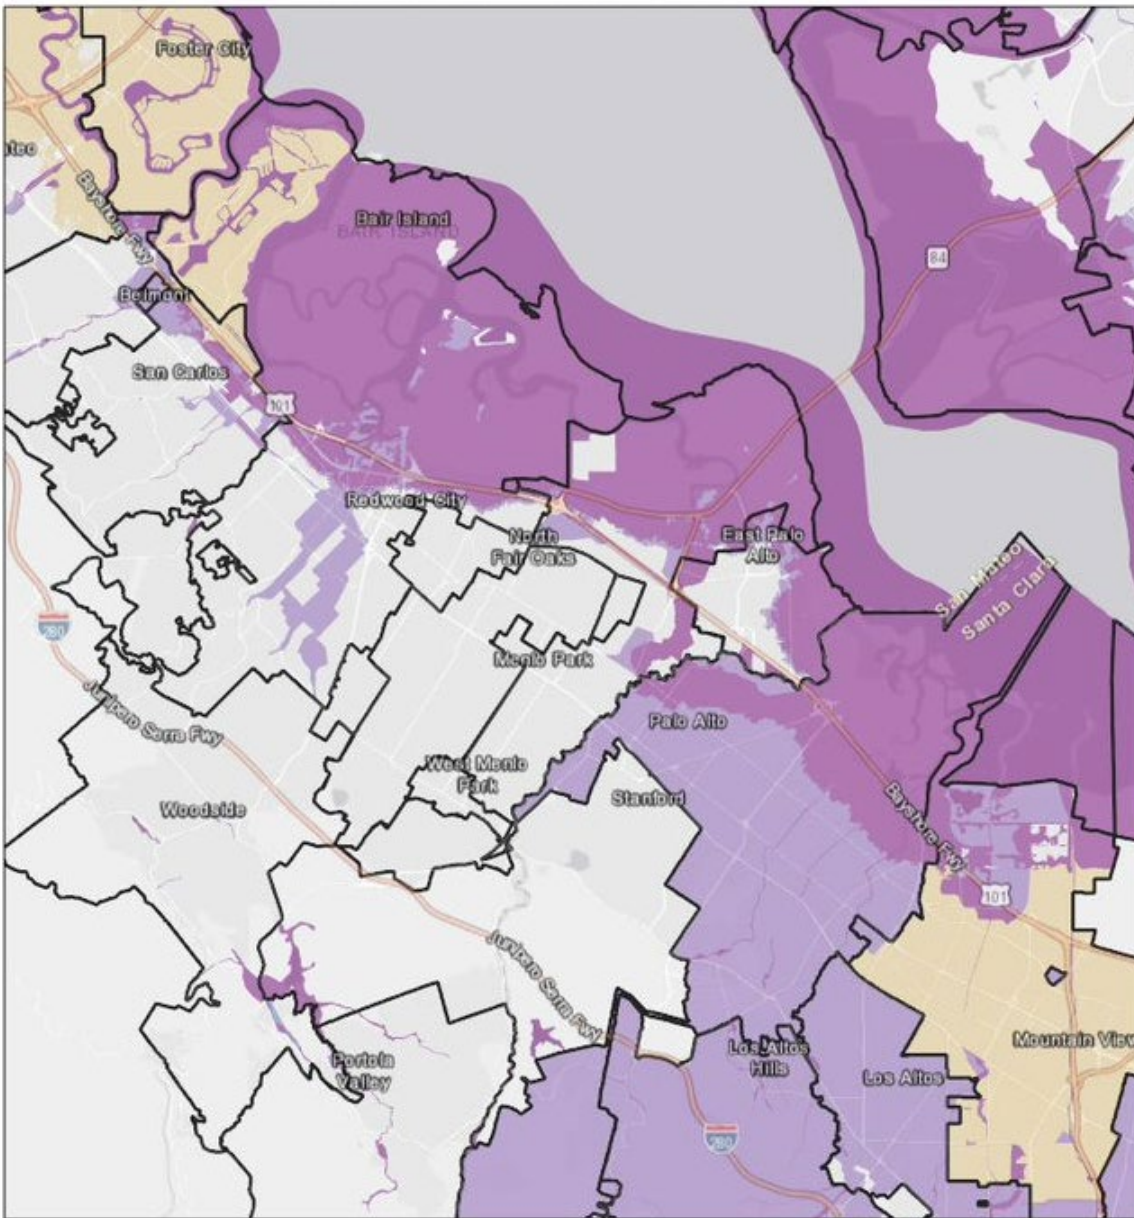 Foster City
ateo
Bayshore Fwy
Bair Island
BAIR ISLAND
84
Belmont
San Carlos
101
Redwood City
North
Fair Oaks
East Palo
Alto
San Mateo
Santa Clara
280
Menlo Park
Junipero Serra Fwy
Palo Alto
West Menlo
Park
Stanford
Woodside
Bayshore Fwy
101
Junipero Serra Fwy
Mountain View
Portola
Valley
Los Altos
Hills
Los Altos
280